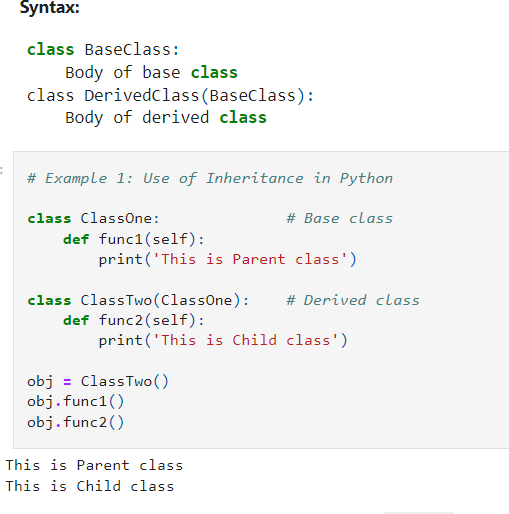 Syntax:
class BaseClass:
    Body of base class
class DerivedClass(BaseClass):
    Body of derived class
# Example 1: Use of Inheritance in Python
class ClassOne:              # Base class
    def func1(self):
        print('This is Parent class')
class ClassTwo(ClassOne):    # Derived class
    def func2(self):
        print('This is Child class')
obj = ClassTwo()
obj.func1()
obj.func2()
This is Parent class
This is Child class